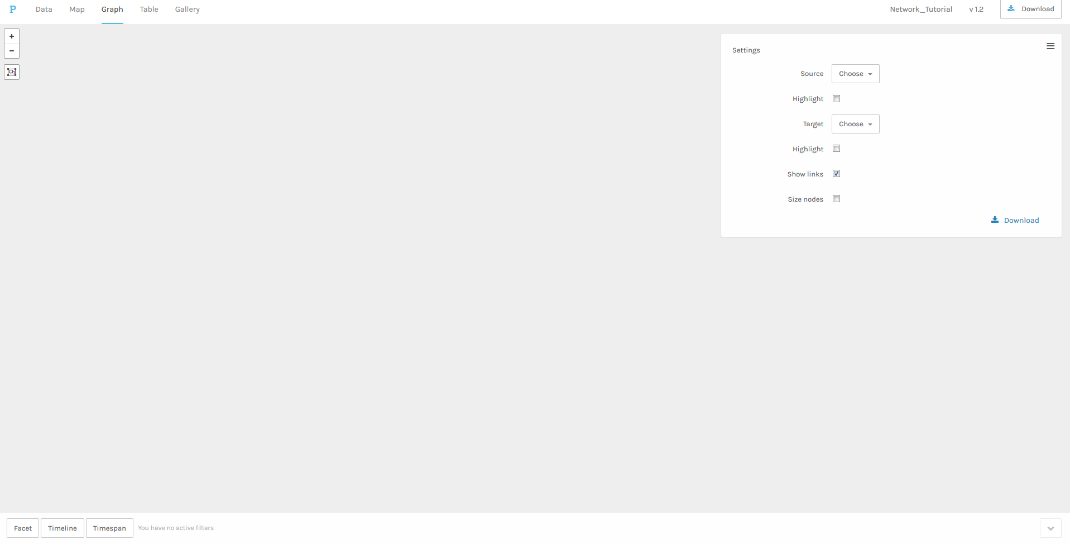 P Data Map Graph Table Gallery Network_Tutorial v 1.2 Download
+
−
Settings
Source Choose
Highlight
Target Choose
Highlight
Show links
Size nodes
Download
Facet Timeline Timespan You have no active filters